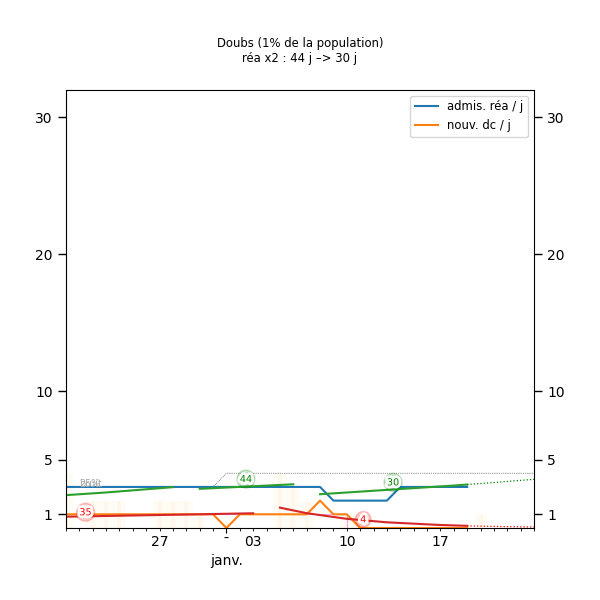 Doubs (1% de la population)
réa x2 : 44 j –> 30 j
admis. réa / j
nouv. dc / j
30 30
20 20
10 10
5 5
1 1
44
30
35
4
27 - 03 10 17
janv.